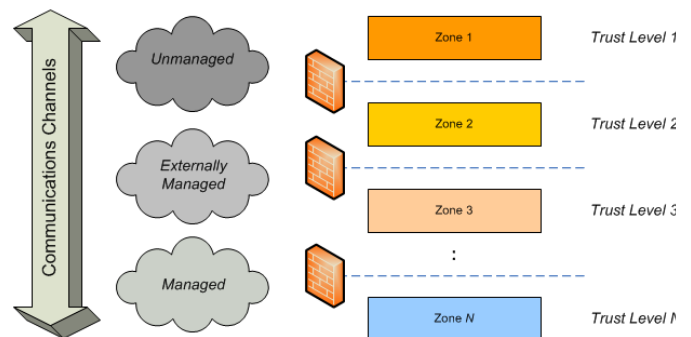 Communications Channels
Unmanaged
Zone 1
Trust Level 1
Zone 2
Trust Level 2
Externally
Managed
Zone 3
Trust Level 3
:
Managed
Zone N
Trust Level N